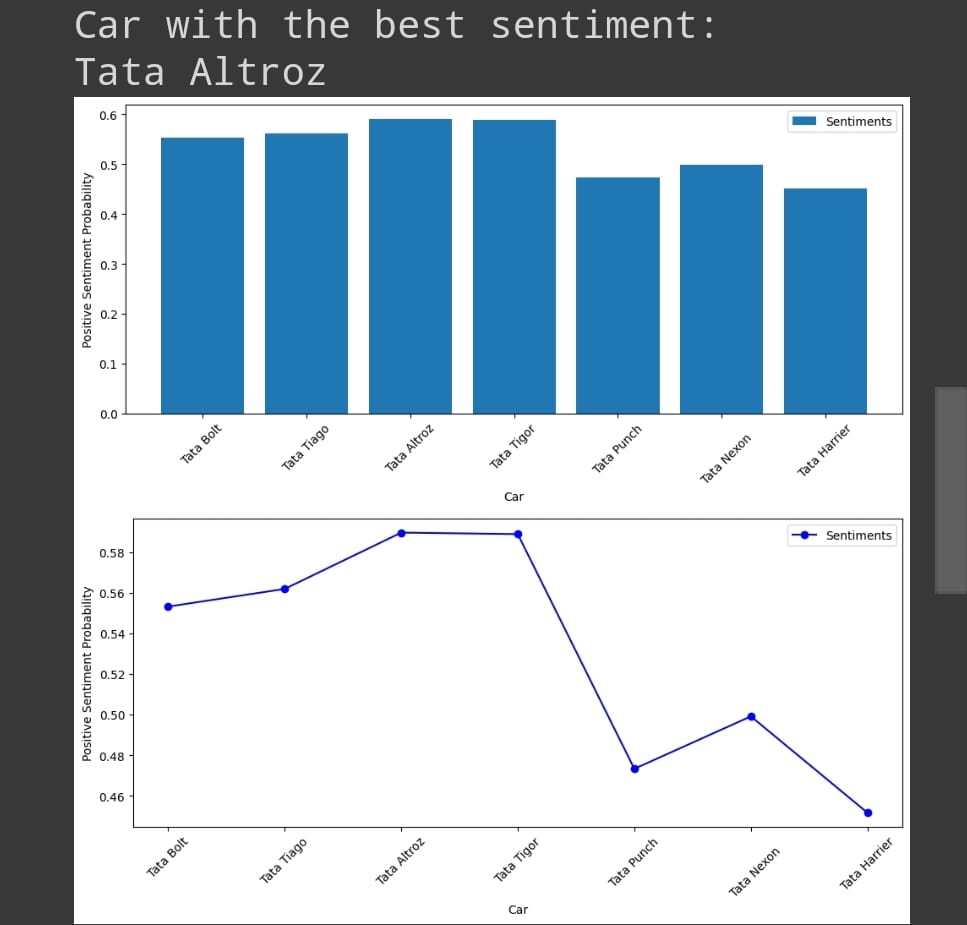 Car with the best sentiment:
Tata Altroz
Sentiments
Positive Sentiment Probability
0.6
0.5
0.4
0.3
0.2
0.1
0.0
Tata Bolt
Tata Tiago
Tata Altroz
Tata Tigor
Tata Punch
Tata Nexon
Tata Harrier
Car
Sentiments
Positive Sentiment Probability
0.58
0.56
0.54
0.52
0.50
0.48
0.46
Tata Bolt
Tata Tiago
Tata Altroz
Tata Tigor
Tata Punch
Tata Nexon
Tata Harrier
Car